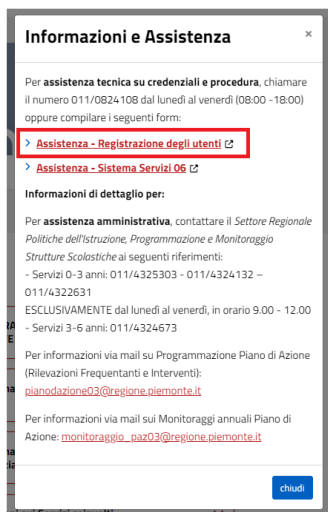 Informazioni e Assistenza
×
Per assistenza tecnica su credenziali e procedura, chiamare
il numero 011/0824108 dal lunedì al venerdì (08:00 -18:00)
oppure compilare i seguenti form:
> Assistenza - Registrazione degli utenti
> Assistenza - Sistema Servizi 06
Informazioni di dettaglio per:
Per assistenza amministrativa, contattare il Settore Regionale
Politiche dell'Istruzione, Programmazione e Monitoraggio
Strutture Scolastiche ai seguenti riferimenti:
- Servizi 0-3 anni: 011/4325303 - 011/4324132 –
011/4322631
ESCLUSIVAMENTE dal lunedì al venerdì, in orario 9.00 - 12.00
- Servizi 3-6 anni: 011/4324673
Per informazioni via mail su Programmazione Piano di Azione
(Rilevazioni Frequentanti e Interventi):
pianodazione03@regione.piemonte.it
Per informazioni via mail sui Monitoraggi annuali Piano di
Azione: monitoraggio_paz03@regione.piemonte.it
chiudi